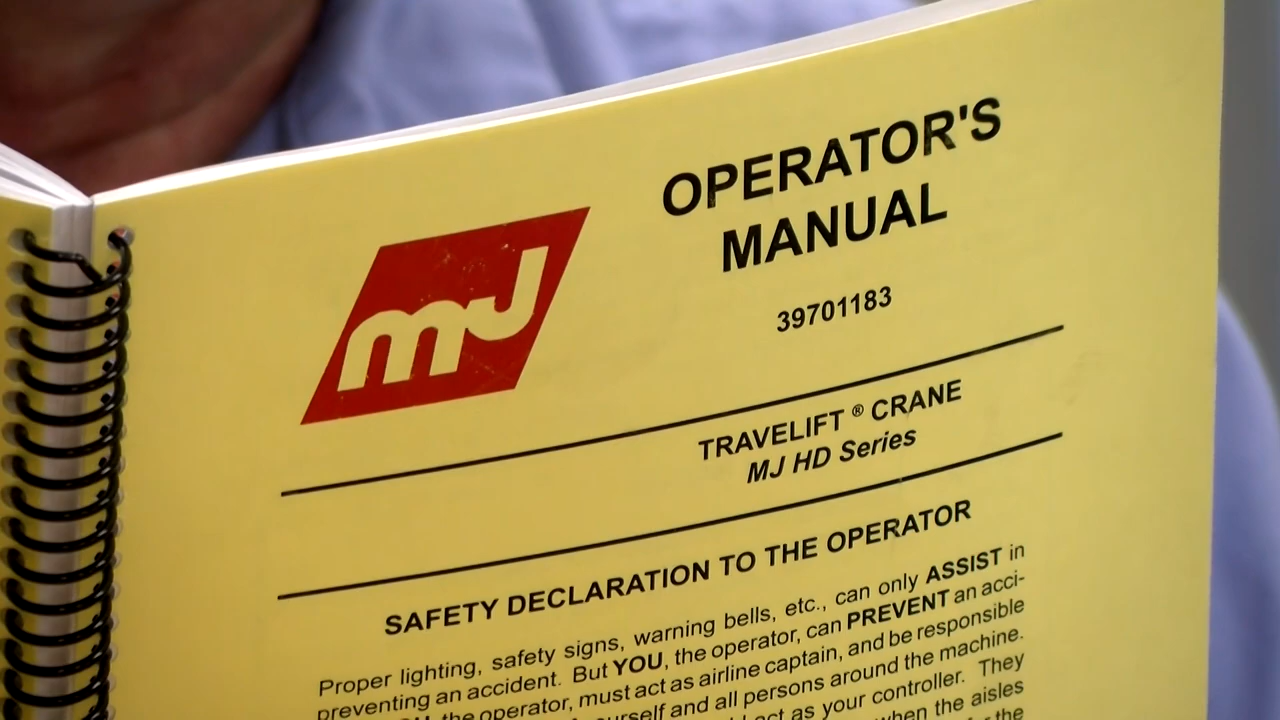 mJ
OPERATOR'S
MANUAL
39701183
TRAVELIFT ® CRANE
MJ HD Series
SAFETY DECLARATION TO THE OPERATOR
Proper lighting, safety signs, warning bells, etc., can only ASSIST in
preventing an accident. But YOU, the operator, can PREVENT an acci-
the operator, must act as airline captain, and be responsible
and all persons around the machine.
act as your controller. They
when the aisles
the